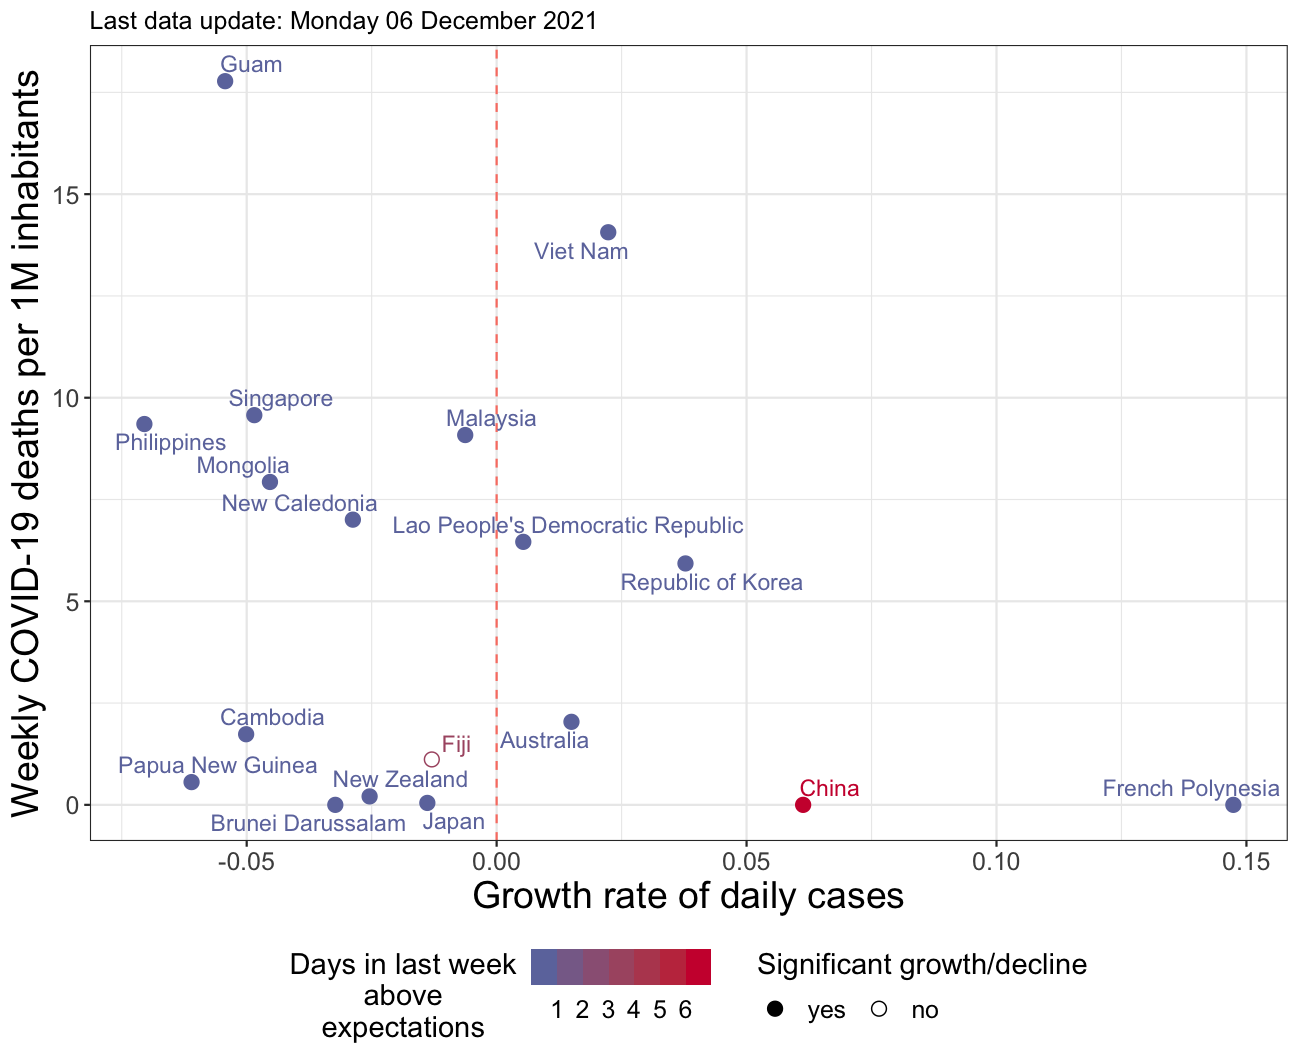 Last data update: Monday 06 December 2021
Weekly COVID-19 deaths per 1M inhabitants
15
10
5
0
Guam
Viet Nam
Singapore
Philippines
Malaysia
Mongolia
New Caledonia
Lao People's Democratic Republic
Republic of Korea
Cambodia
Fiji
Australia
Papua New Guinea
New Zealand
China
French Polynesia
Brunei Darussalam
Japan
-0.05
0.00
0.05
0.10
0.15
Growth rate of daily cases
Days in last week
above
expectations
1 2 3 4 5 6
Significant growth/decline
yes
no